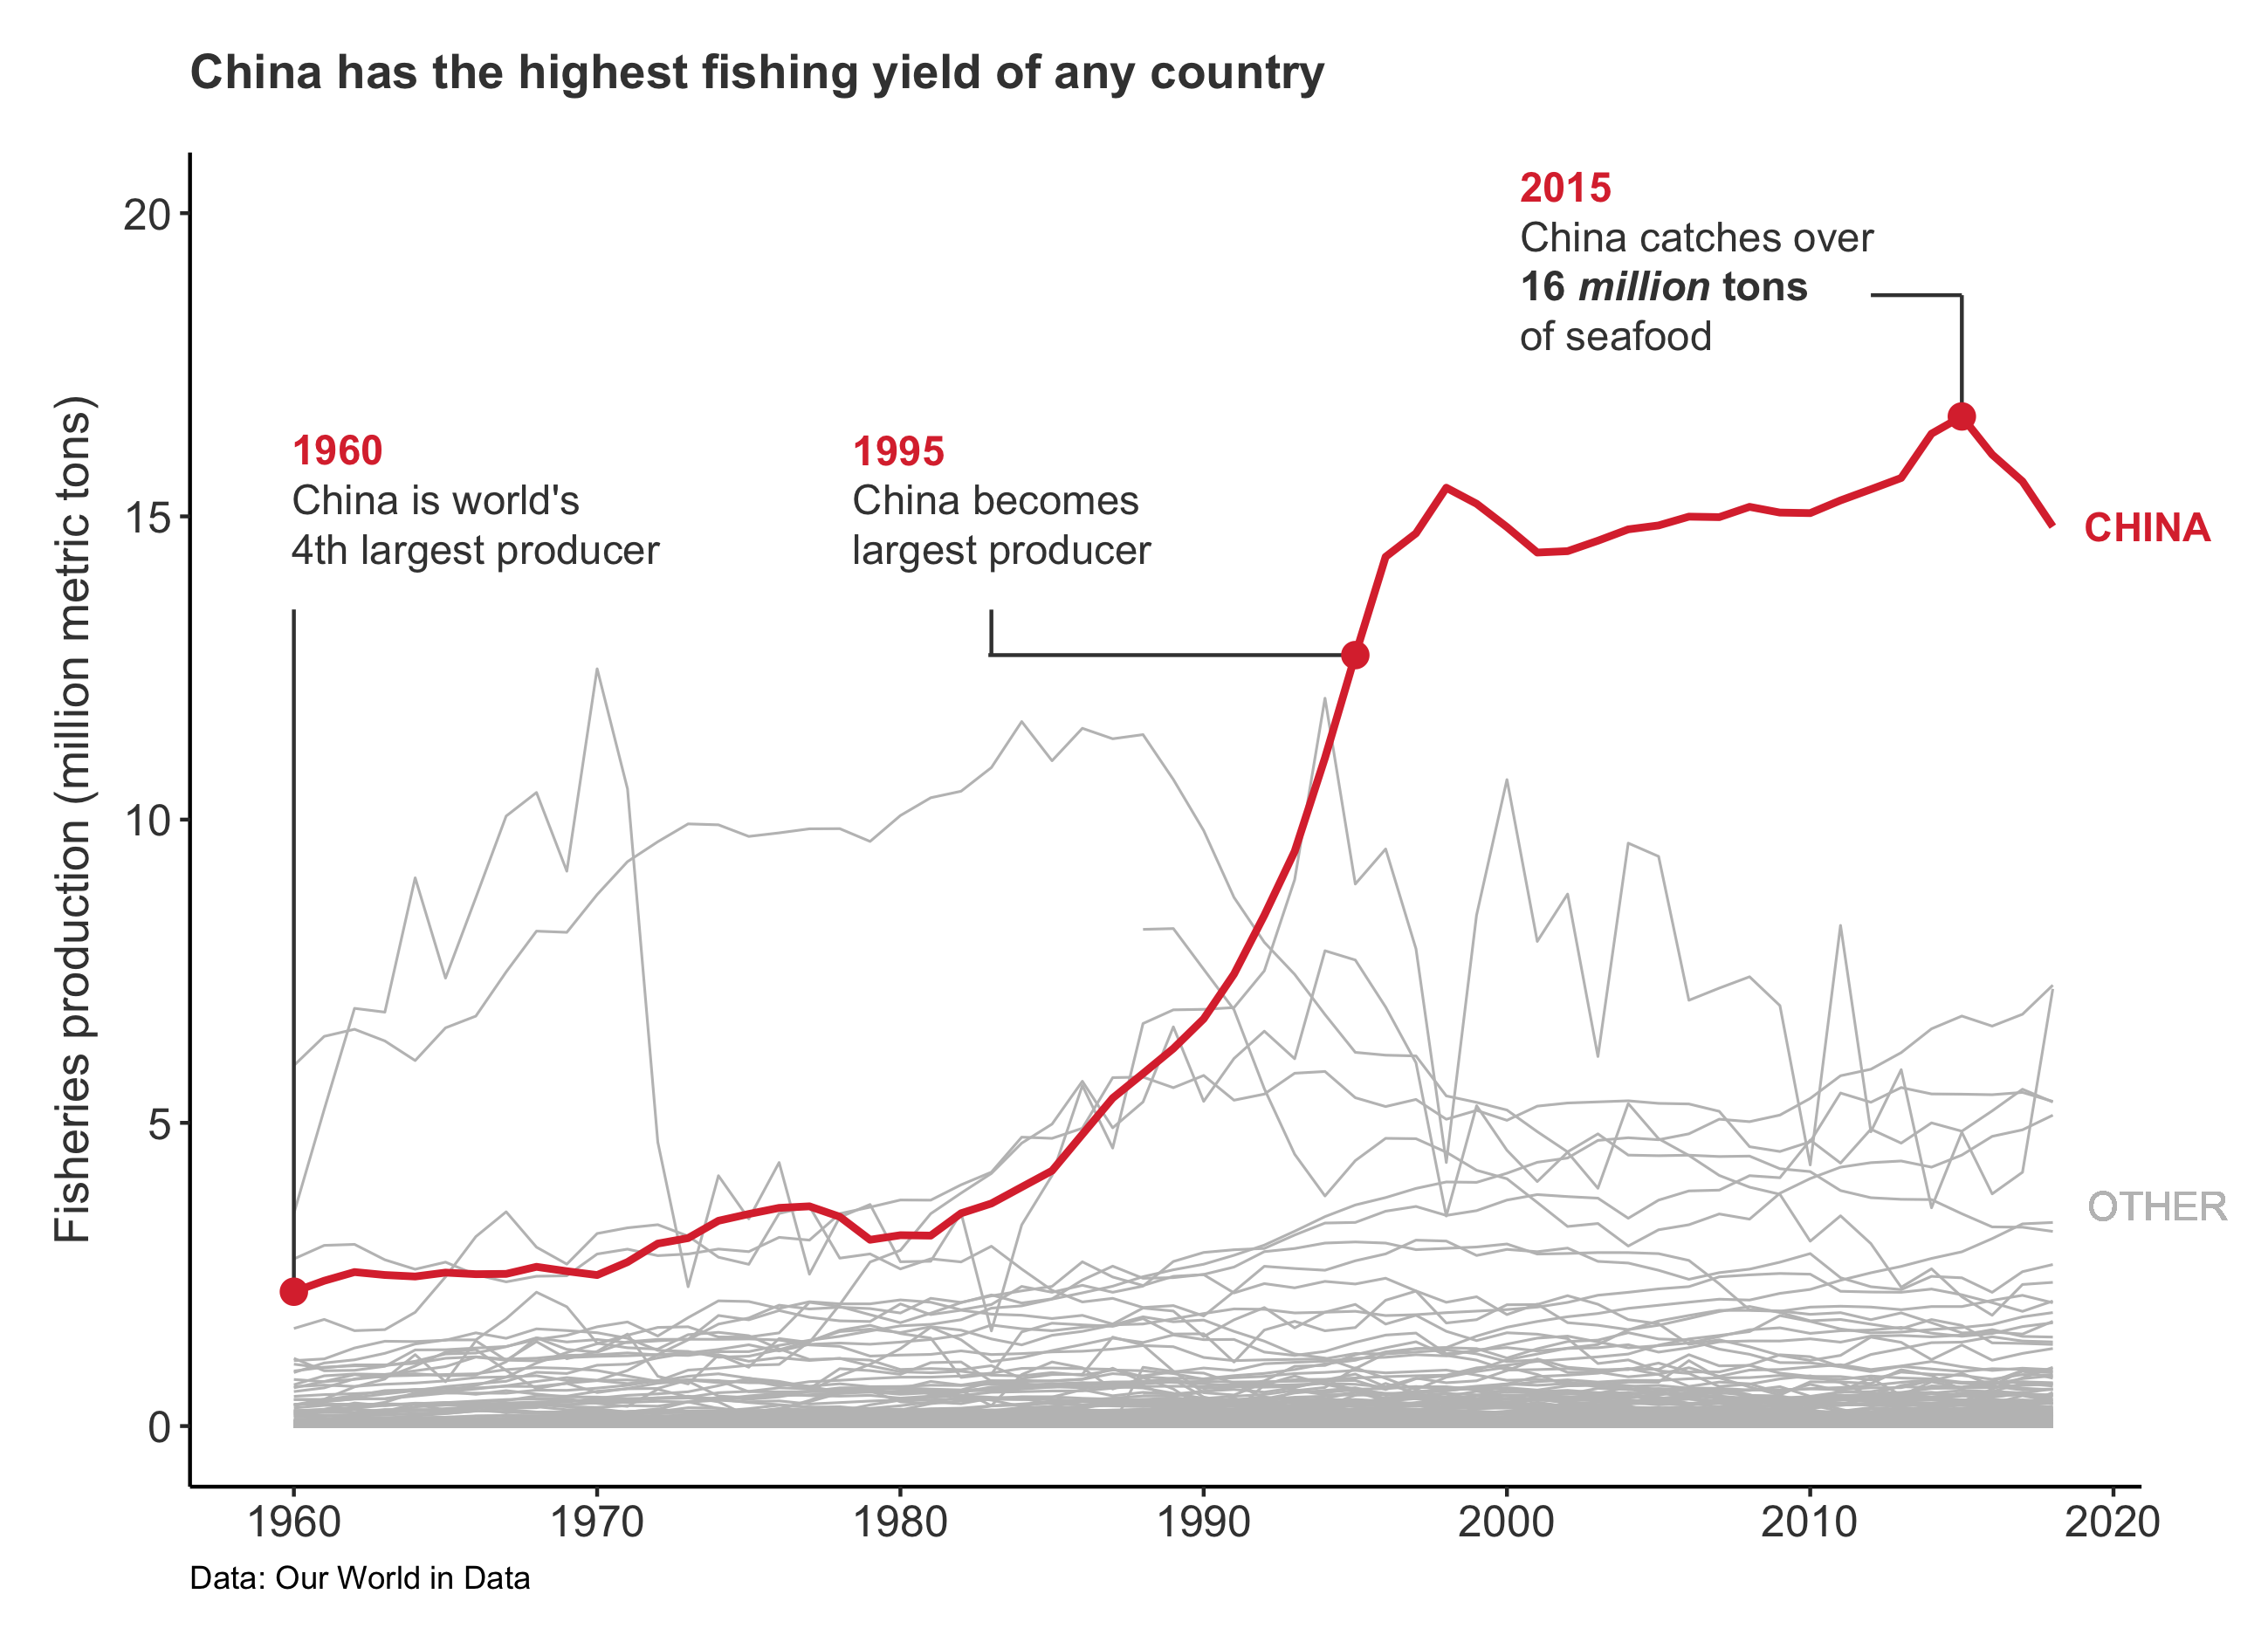 China has the highest fishing yield of any country
Fisheries production (million metric tons)
20
15
10
5
0
1960
China is world's
4th largest producer
1995
China becomes
largest producer
2015
China catches over
16 million tons
of seafood
CHINA
OTHER
1960
1970
1980
1990
2000
2010
2020
Data: Our World in Data